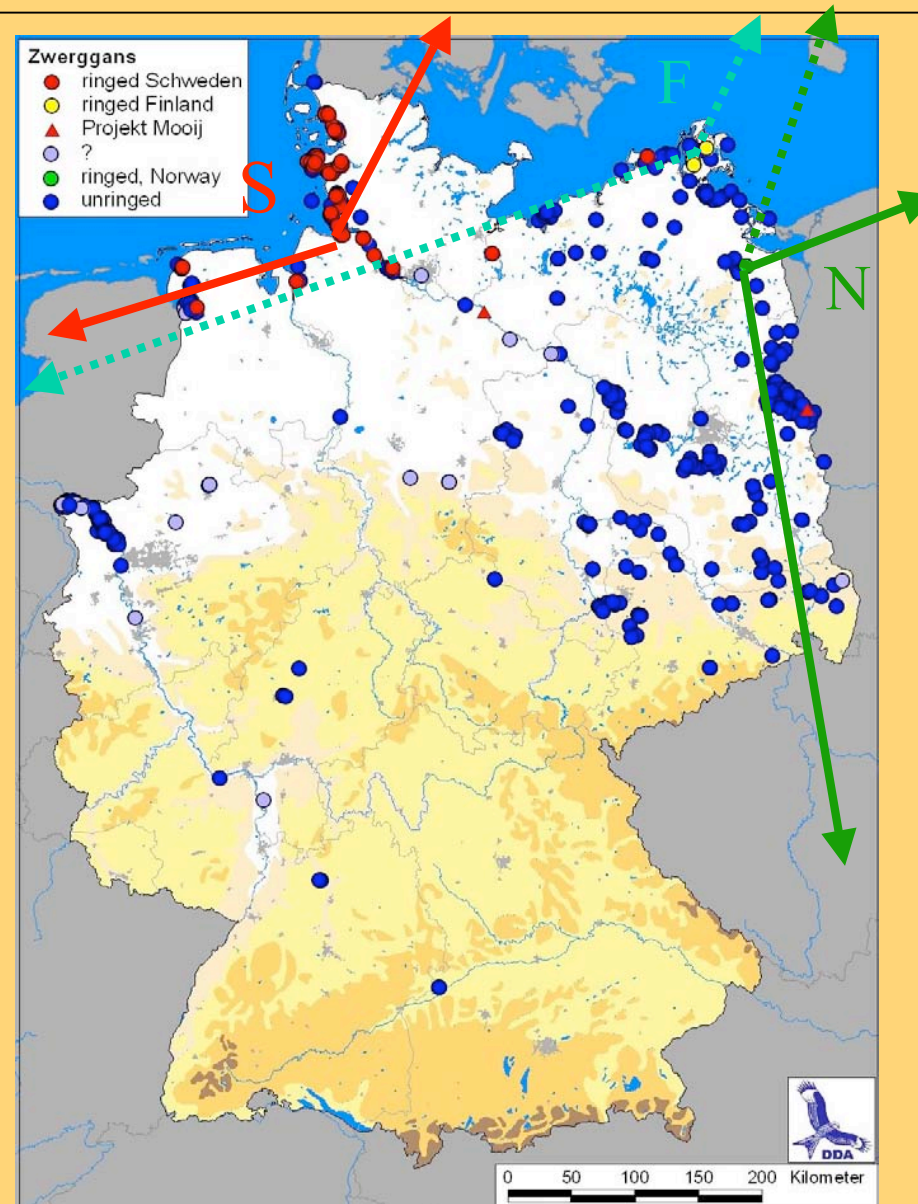 Zwerggans
ringed Schweden
ringed Finland
Projekt Mooij
?
ringed, Norway
unringed
F
S
N
DDA
0 50 100 150 200 Kilometer